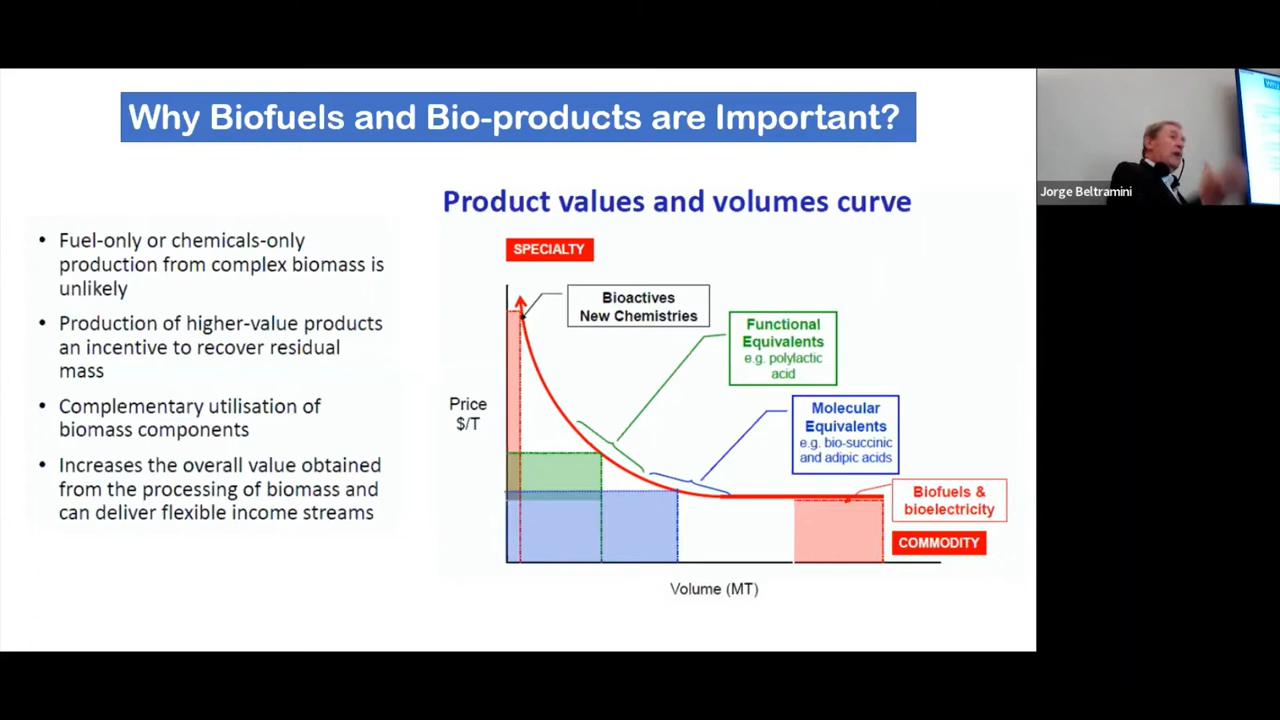 Why Biofuels and Bio-products are Important?
• Fuel-only or chemicals-only
production from complex biomass is
unlikely
• Production of higher-value products
an incentive to recover residual
mass
• Complementary utilisation of
biomass components
• Increases the overall value obtained
from the processing of biomass and
can deliver flexible income streams
Product values and volumes curve
SPECIALTY
Bioactives
New Chemistries
Functional
Equivalents
e.g. polylactic
acid
Price
$/T
Molecular
Equivalents
e.g. bio-succinic
and adipic acids
Biofuels &
bioelectricity
COMMODITY
Volume (MT)
Jorge Beltramini